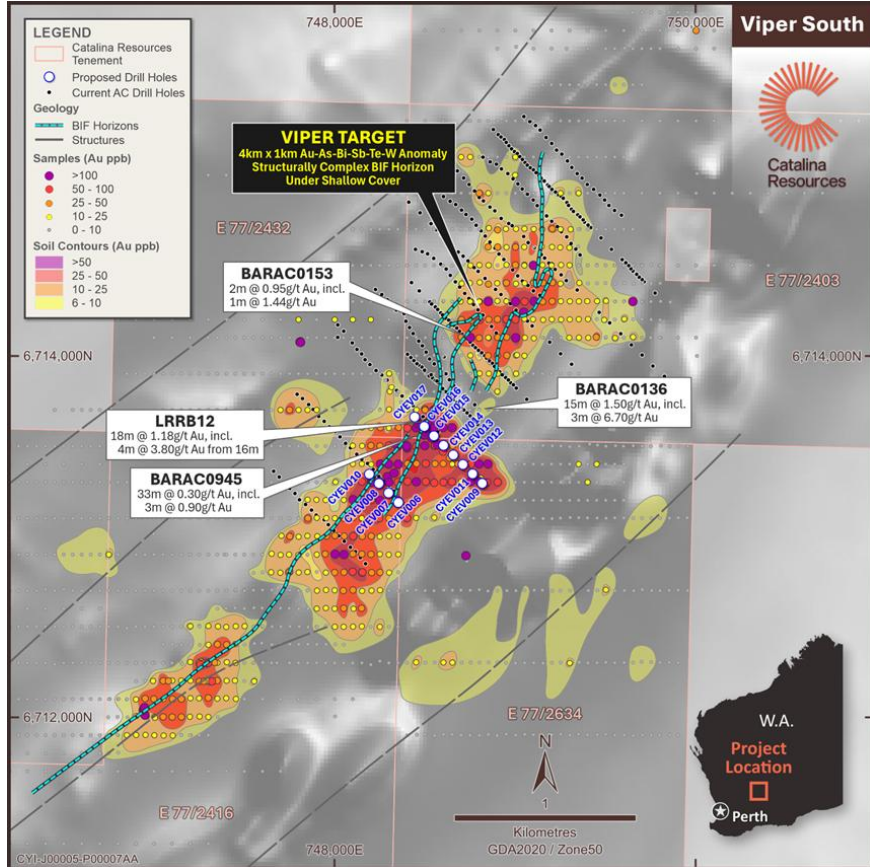 748,000E
750,000E
Viper South
Catalina
Resources
LEGEND
Catalina Resources
Tenement
Proposed Drill Holes
Current AC Drill Holes
Geology
BIF Horizons
Structures
Samples (Au ppb)
>100
50 - 100
25 - 50
10 - 25
0 - 10
Soil Contours (Au ppb)
>50
25 - 50
10 - 25
6 - 10
VIPER TARGET
4km x 1km Au-As-Bi-Sb-Te-W Anomaly
Structurally Complex BIF Horizon
Under Shallow Cover
E 77/2432
E 77/2403
BARAC0153
2m @ 0.95g/t Au, incl.
1m @ 1.44g/t Au
6,714,000N
6,714,000N
BARAC0136
15m @ 1.50g/t Au, incl.
3m @ 6.70g/t Au
LRRB12
18m @ 1.18g/t Au, incl.
4m @ 3.80g/t Au from 16m
BARAC0945
33m @ 0.30g/t Au, incl.
3m @ 0.90g/t Au
CYEV017
CYEV016
CYEV015
CYEV014
CYEV013
CYEV012
CYEV011
CYEV009
CYEV010
CYEV008
CYEV007
CYEV006
6,712,000N
E 77/2634
E 77/2416
N
1
Kilometres
GDA2020 / Zone50
W.A.
Project
Location
Perth
748,000E
750,000E
CYI-J00005-P00007AA